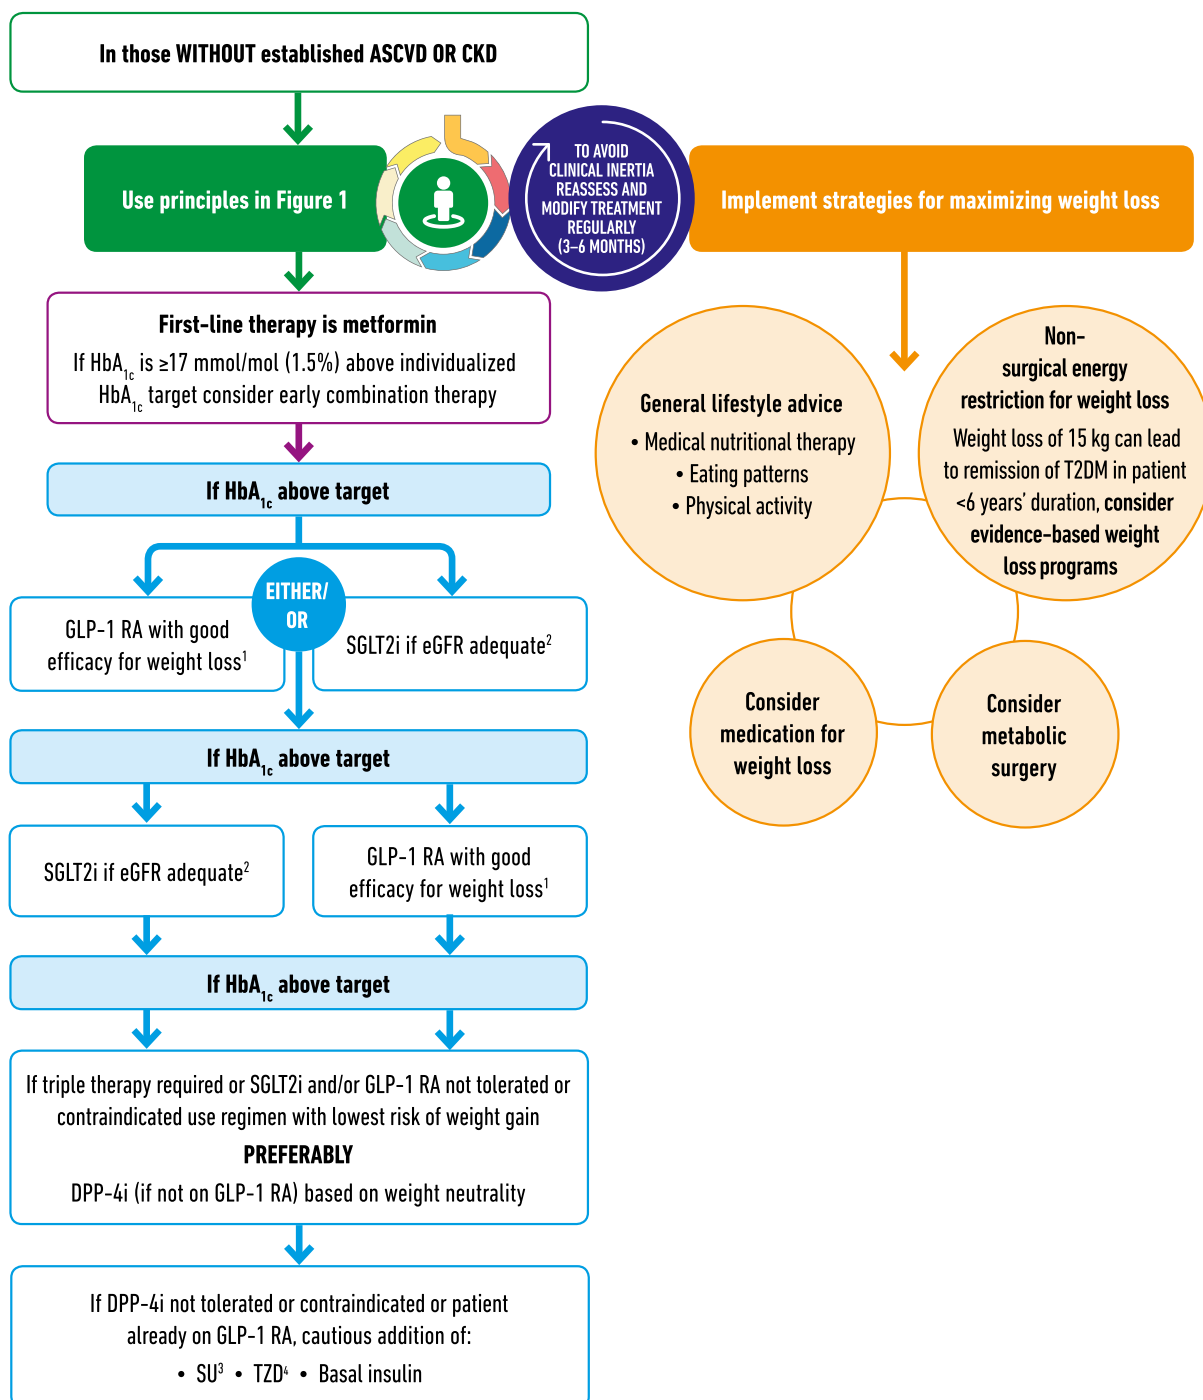 In those WITHOUT established ASCVD OR CKD
Use principles in Figure 1
TO AVOID
CLINICAL INERTIA
REASSESS AND
MODIFY TREATMENT
REGULARLY
(3–6 MONTHS)
Implement strategies for maximizing weight loss
First-line therapy is metformin
If HbA1c is ≥17 mmol/mol (1.5%) above individualized
HbA1c target consider early combination therapy
If HbA1c above target
EITHER/
OR
GLP-1 RA with good
efficacy for weight loss¹
SGLT2i if eGFR adequate²
If HbA1c above target
SGLT2i if eGFR adequate²
GLP-1 RA with good
efficacy for weight loss¹
If HbA1c above target
If triple therapy required or SGLT2i and/or GLP-1 RA not tolerated or
contraindicated use regimen with lowest risk of weight gain
PREFERABLY
DPP-4i (if not on GLP-1 RA) based on weight neutrality
If DPP-4i not tolerated or contraindicated or patient
already on GLP-1 RA, cautious addition of:
• SU³ • TZD⁴ • Basal insulin
General lifestyle advice
• Medical nutritional therapy
• Eating patterns
• Physical activity
Non-
surgical energy
restriction for weight loss
Weight loss of 15 kg can lead
to remission of T2DM in patient
<6 years’ duration, consider
evidence-based weight
loss programs
Consider
medication for
weight loss
Consider
metabolic
surgery